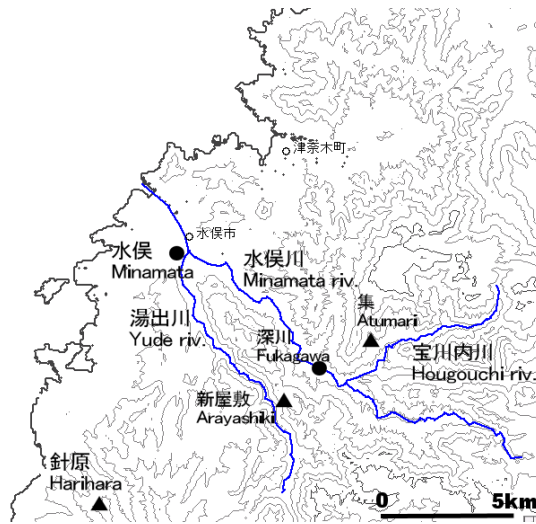 津奈木町
水俣市
水俣
Minamata
水俣川
Minamata riv.
湯出川
Yude riv.
集
Atumari
深川
Fukagawa
宝川内川
Hougouchi riv.
新屋敷
Arayashiki
針原
Harihara
0 5km